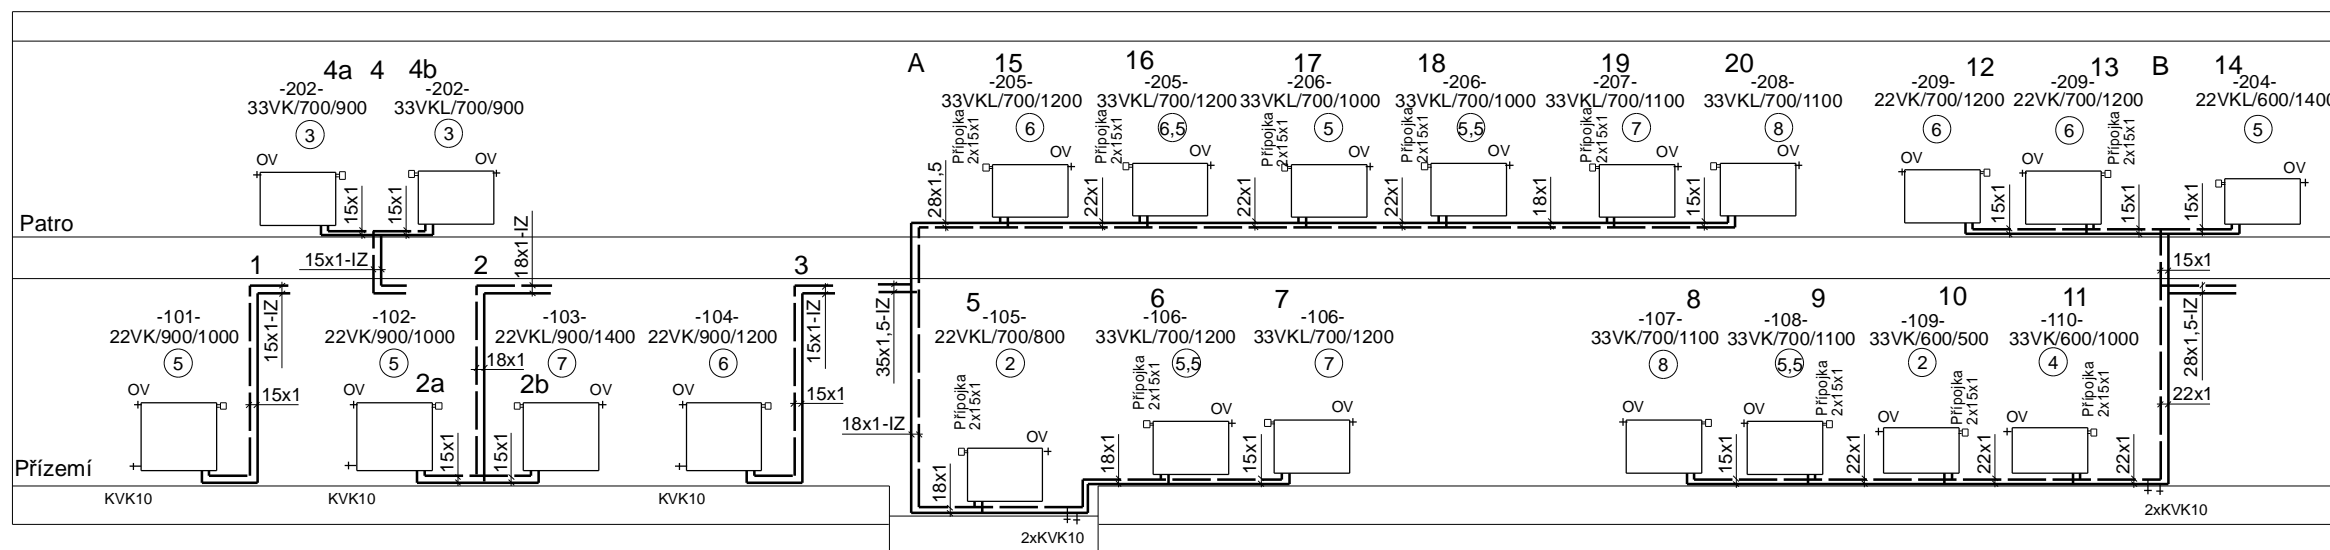 4a 4 4b
-202-
33VK/700/900
3
-202-
33VKL/700/900
3
OV
OV
15x1
15x1
Patro
15x1-IZ
A
28x1,5
15
-205-
33VKL/700/1200
6
Přípojka
2x15x1
OV
22x1
16
-205-
33VKL/700/1200
6,5
Přípojka
2x15x1
OV
22x1
17
-206-
33VKL/700/1000
5
Přípojka
2x15x1
OV
22x1
18
-206-
33VKL/700/1000
5,5
Přípojka
2x15x1
OV
18x1
19
-207-
33VKL/700/1100
7
Přípojka
2x15x1
OV
15x1
20
-208-
33VKL/700/1100
8
OV
12
-209-
22VK/700/1200
6
OV
15x1
13
-209-
22VK/700/1200
6
OV
Přípojka
2x15x1
15x1
B
14
-204-
22VKL/600/1400
5
OV
15x1
15x1
28x1,5-IZ
22x1
1
15x1-IZ
-101-
22VK/900/1000
5
OV
15x1
2
18x1-IZ
-102-
22VK/900/1000
5
OV
2a
15x1
-103-
22VKL/900/1400
7
18x1
2b
OV
15x1
3
15x1-IZ
-104-
22VK/900/1200
6
OV
15x1
35x1,5-IZ
18x1-IZ
5
-105-
22VKL/700/800
2
Přípojka
2x15x1
OV
18x1
6
-106-
33VKL/700/1200
5,5
Přípojka
2x15x1
OV
18x1
7
-106-
33VKL/700/1200
7
OV
15x1
8
-107-
33VK/700/1100
8
OV
15x1
9
-108-
33VK/700/1100
5,5
OV
Přípojka
2x15x1
22x1
10
-109-
33VK/600/500
2
OV
Přípojka
2x15x1
22x1
11
-110-
33VK/600/1000
4
OV
Přípojka
2x15x1
22x1
Přízemí
KVK10
KVK10
KVK10
2xKVK10
2xKVK10